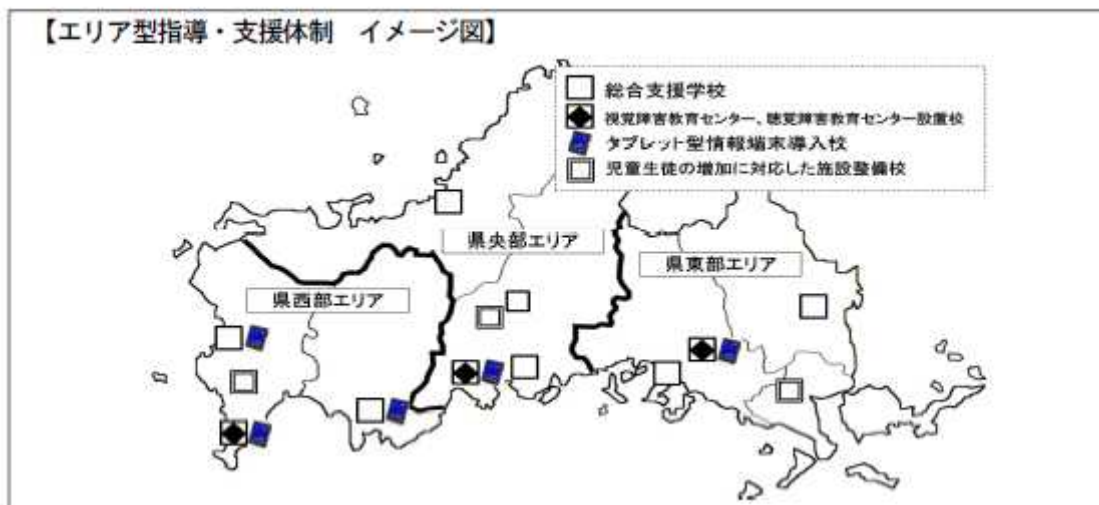 【エリア型指導・支援体制　イメージ図】
総合支援学校
視覚障害教育センター、聴覚障害教育センター設置校
タブレット型情報端末導入校
児童生徒の増加に対応した施設整備校
県央部エリア
県東部エリア
県西部エリア